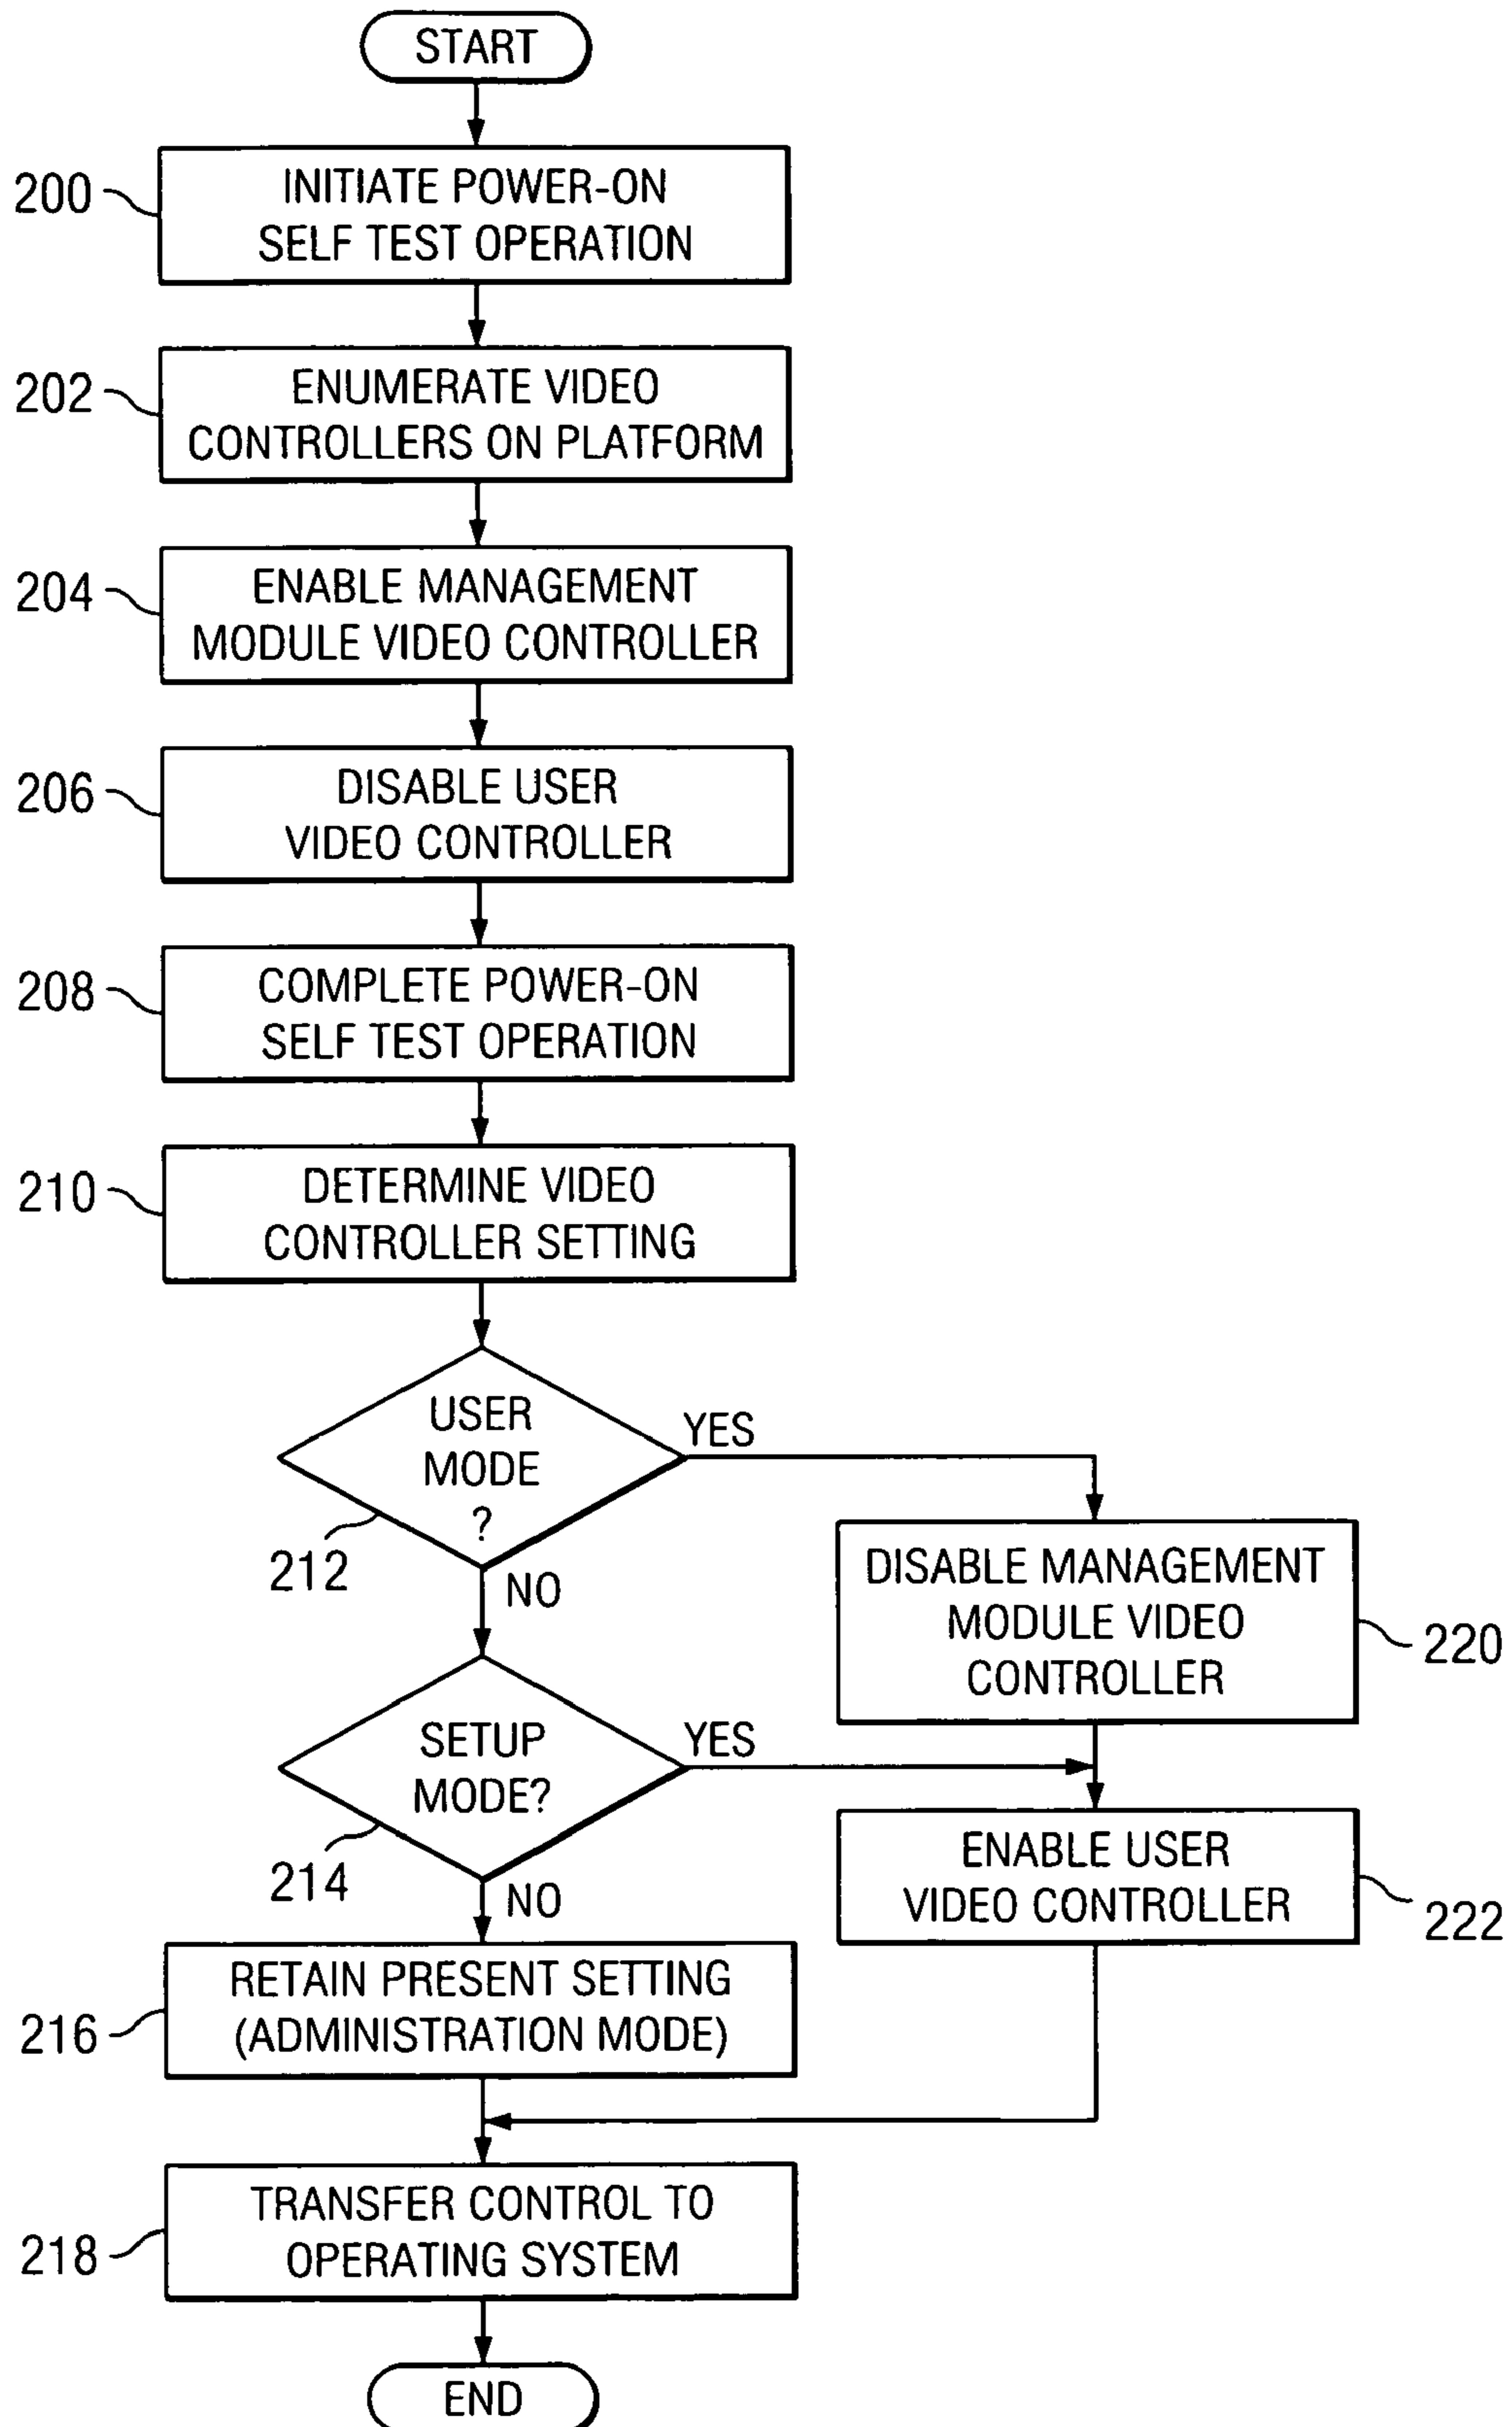 START
200
INITIATE POWER-ON
SELF TEST OPERATION
202
ENUMERATE VIDEO
CONTROLLERS ON PLATFORM
204
ENABLE MANAGEMENT
MODULE VIDEO CONTROLLER
206
DISABLE USER
VIDEO CONTROLLER
208
COMPLETE POWER-ON
SELF TEST OPERATION
210
DETERMINE VIDEO
CONTROLLER SETTING
USER
MODE
?
YES
212
NO
DISABLE MANAGEMENT
MODULE VIDEO
CONTROLLER
220
SETUP
MODE?
YES
214
NO
ENABLE USER
VIDEO CONTROLLER
222
216
RETAIN PRESENT SETTING
(ADMINISTRATION MODE)
218
TRANSFER CONTROL TO
OPERATING SYSTEM
END